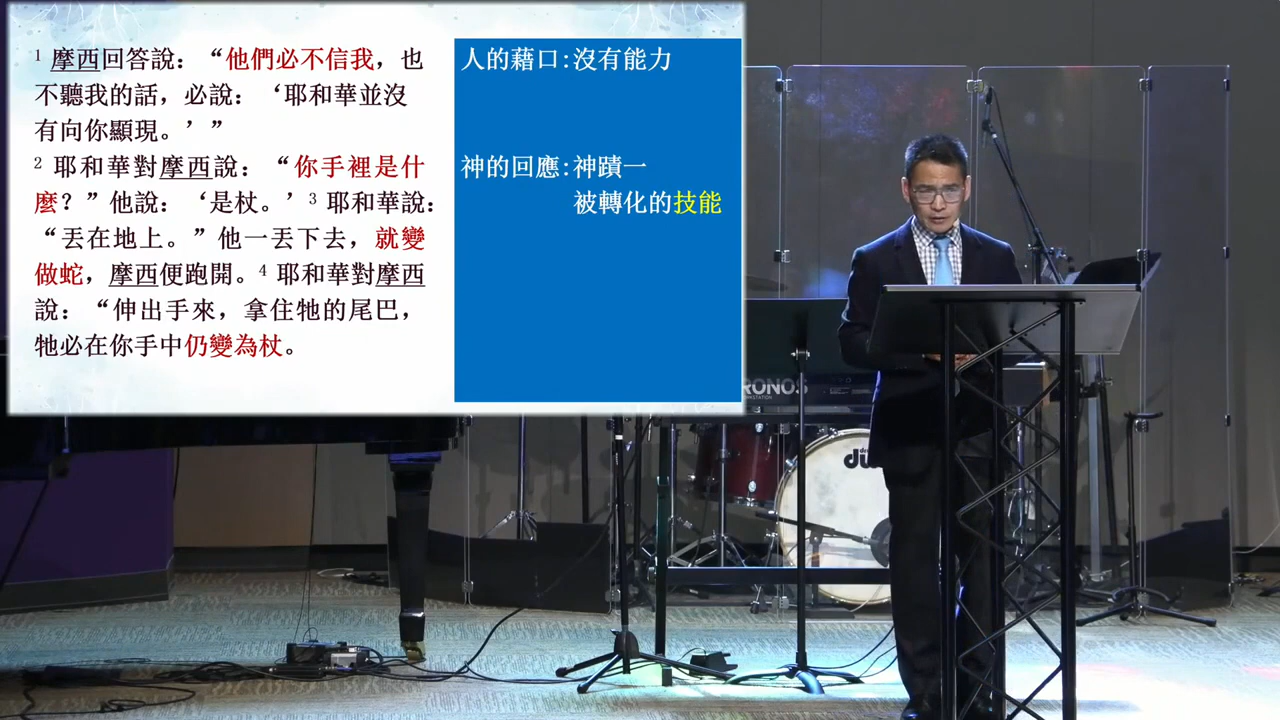 1 摩西回答說：“他們必不信我，也
不聽我的話，必說：‘耶和華並沒
有向你顯現。’”
2 耶和華對摩西說：“你手裡是什
麼？”他說：‘是杖。’3 耶和華說：
“丟在地上。”他一丟下去，就變
做蛇，摩西便跑開。4 耶和華對摩西
說：“伸出手來，拿住牠的尾巴，
牠必在你手中仍變為杖。
人的藉口：沒有能力
神的回應：神蹟一
被轉化的技能
RONOS